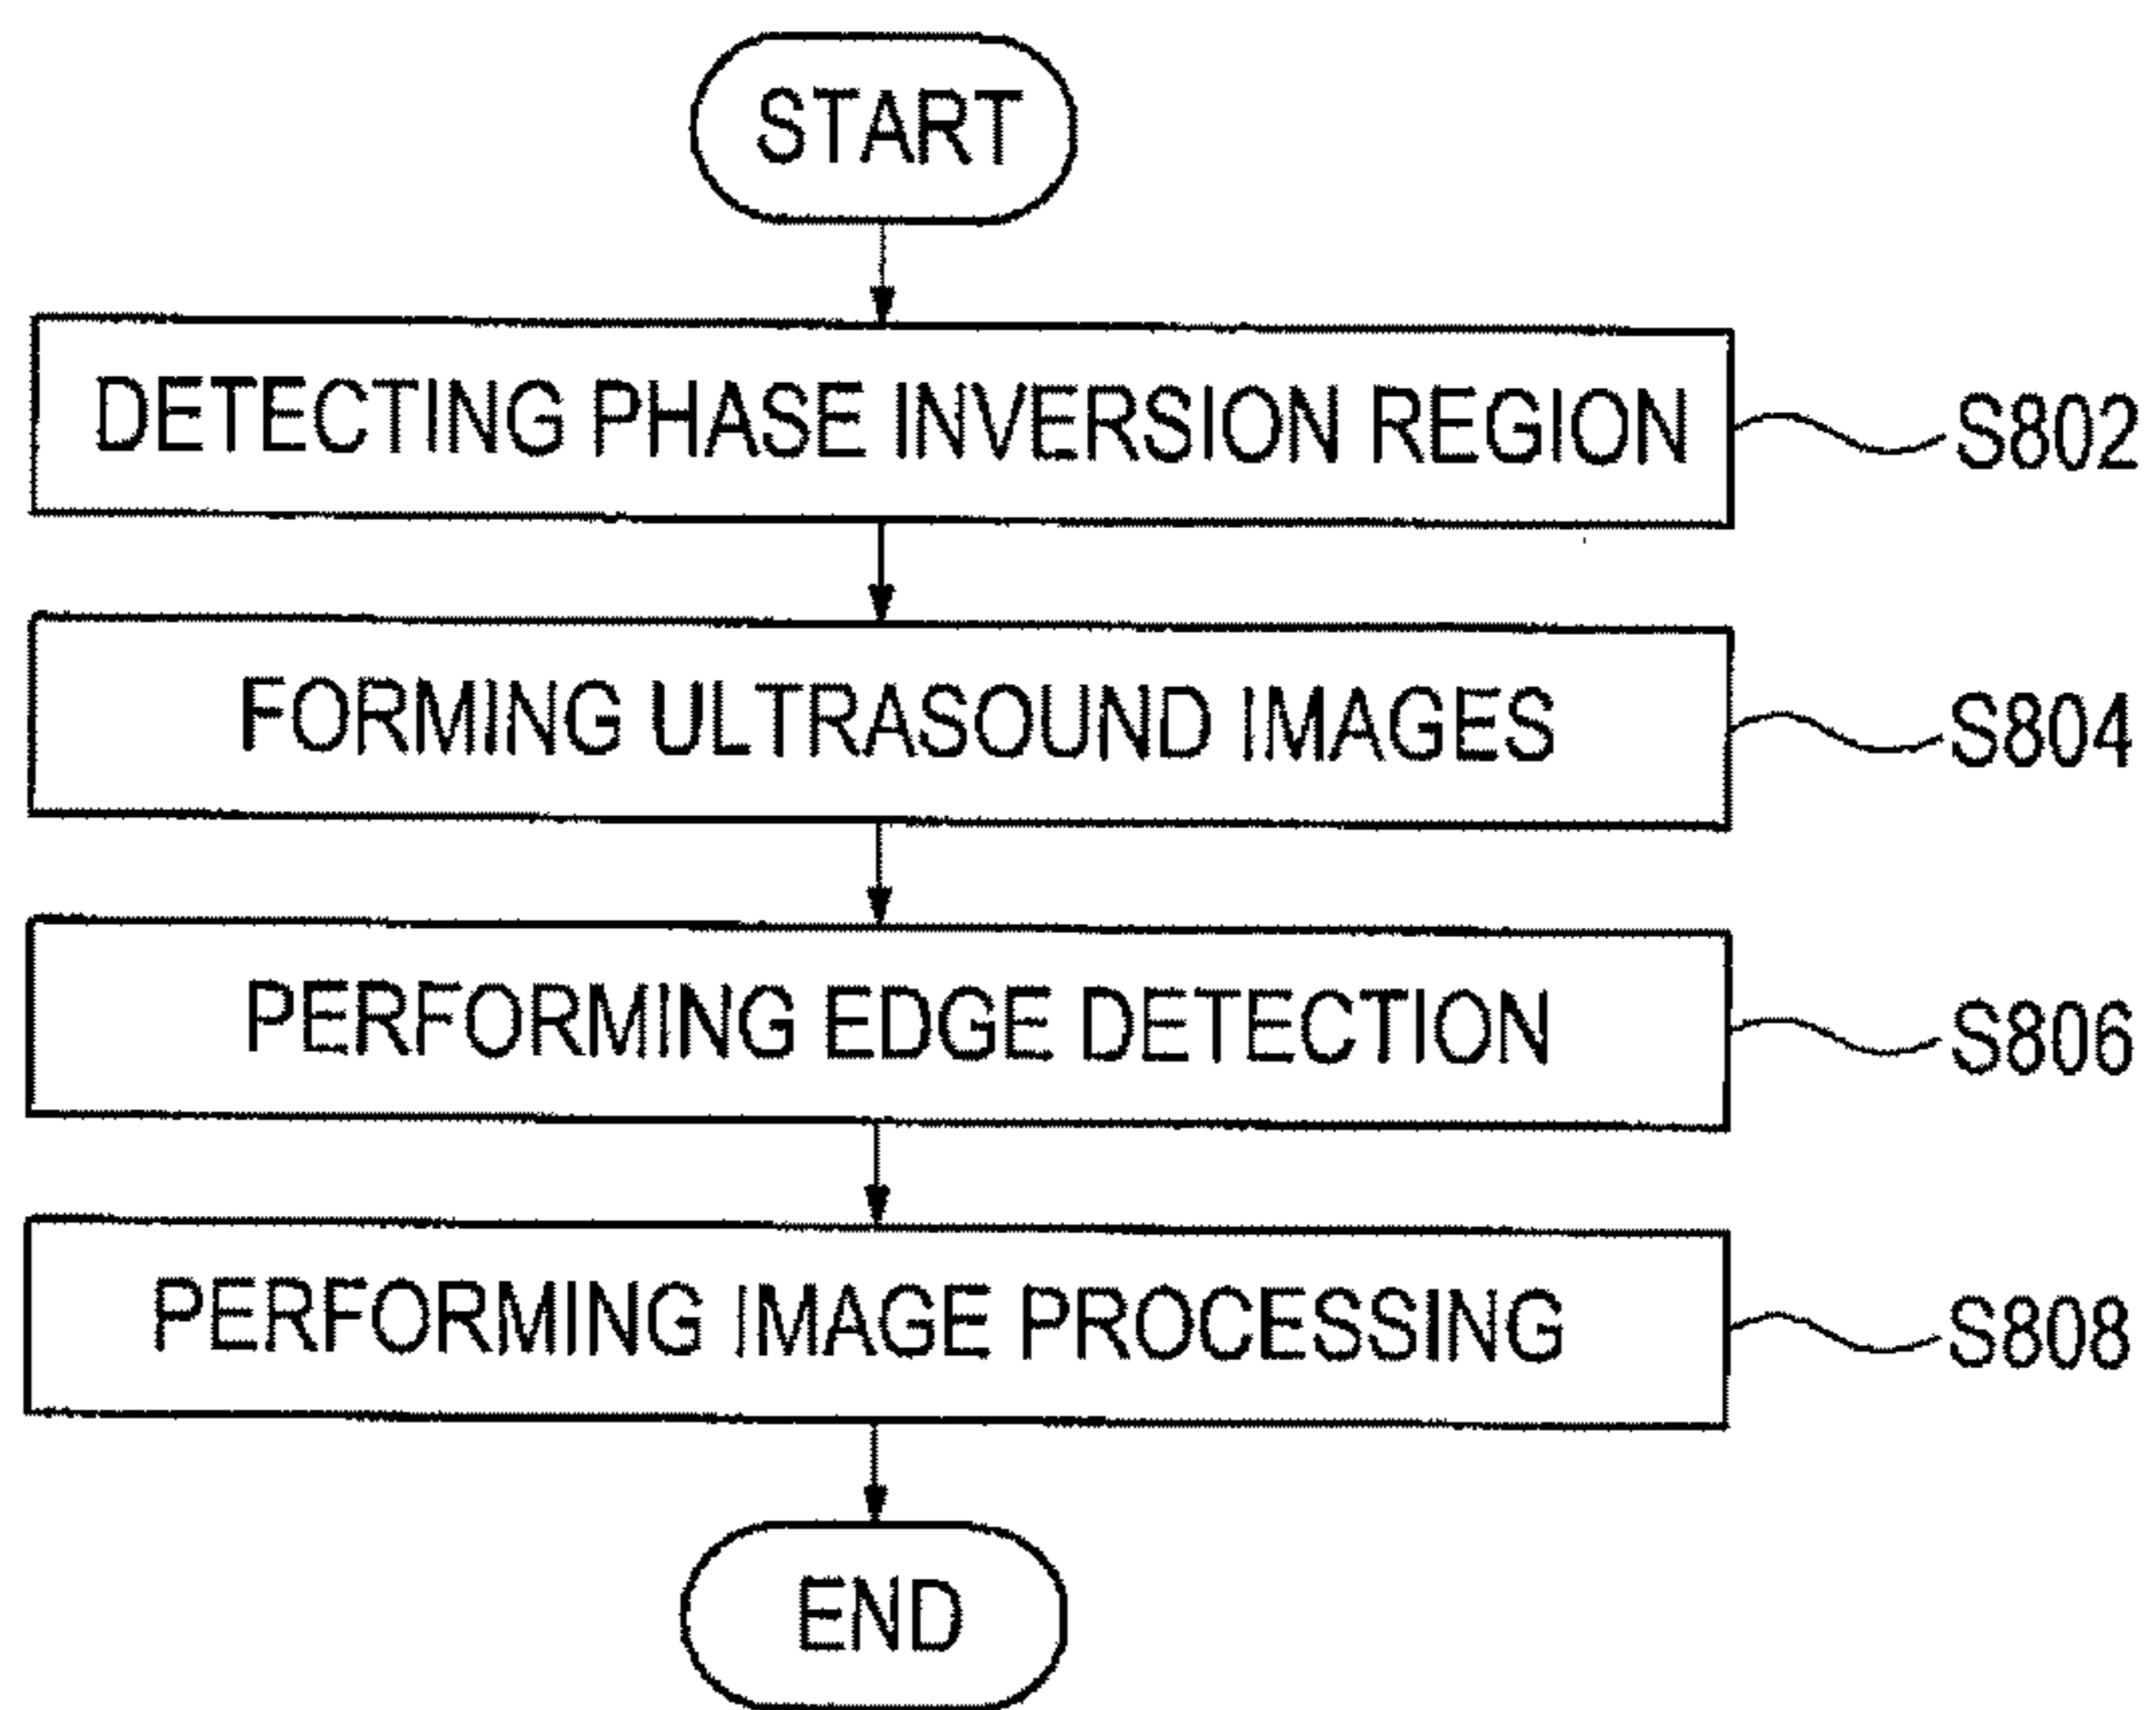 START
DETECTING PHASE INVERSION REGION S802
FORMING ULTRASOUND IMAGES S804
PERFORMING EDGE DETECTION S806
PERFORMING IMAGE PROCESSING S808
END